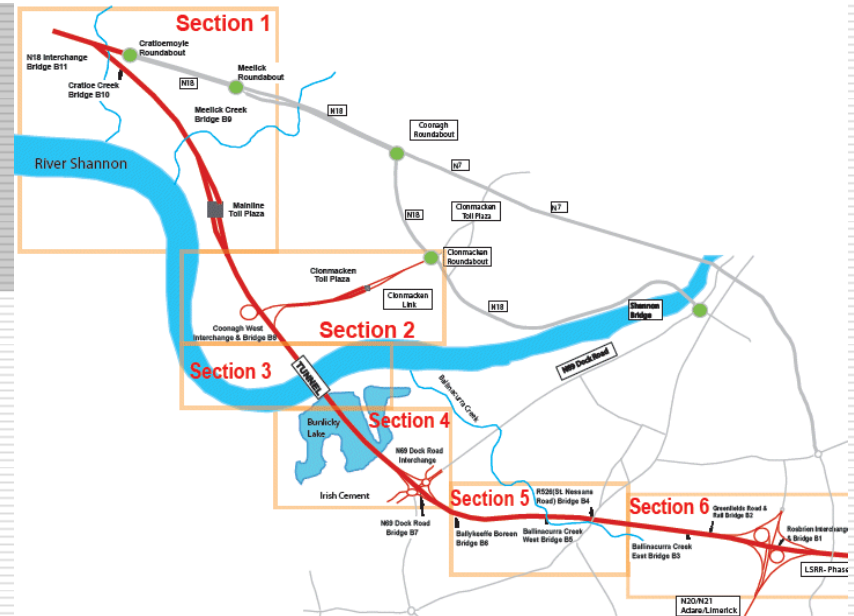 Section 1
Cratloemoyle
Roundabout
N18 Interchange
Bridge B11
Cratloe Creek
Bridge B10
N18
Meelick
Roundabout
Meelick Creek
Bridge B9
N18
Coonagh
Roundabout
River Shannon
N7
N7
Mainline
Toll Plaza
N18
Clonmacken
Toll Plaza
Clonmacken
Roundabout
Clonmacken
Toll Plaza
Clonmacken
Link
N18
Shannon
Bridge
Coonagh West
Interchange & Bridge B8
Section 2
Section 3
TUNNEL
N69 Dock Road
Ballinacurra Creek
Bunlicky
Lake
Section 4
N69 Dock Road
Interchange
Irish Cement
Section 5
R526(St. Nessans
Road) Bridge B4
Section 6
Greenfields Road &
Rail Bridge B2
N69 Dock Road
Bridge B7
Ballykeeffe Boreen
Bridge B6
Ballinacurra Creek
West Bridge B5
Ballinacurra Creek
East Bridge B3
Rosbrien Interchange
& Bridge B1
LSRR- Phase
N20/N21
Adare/Limerick